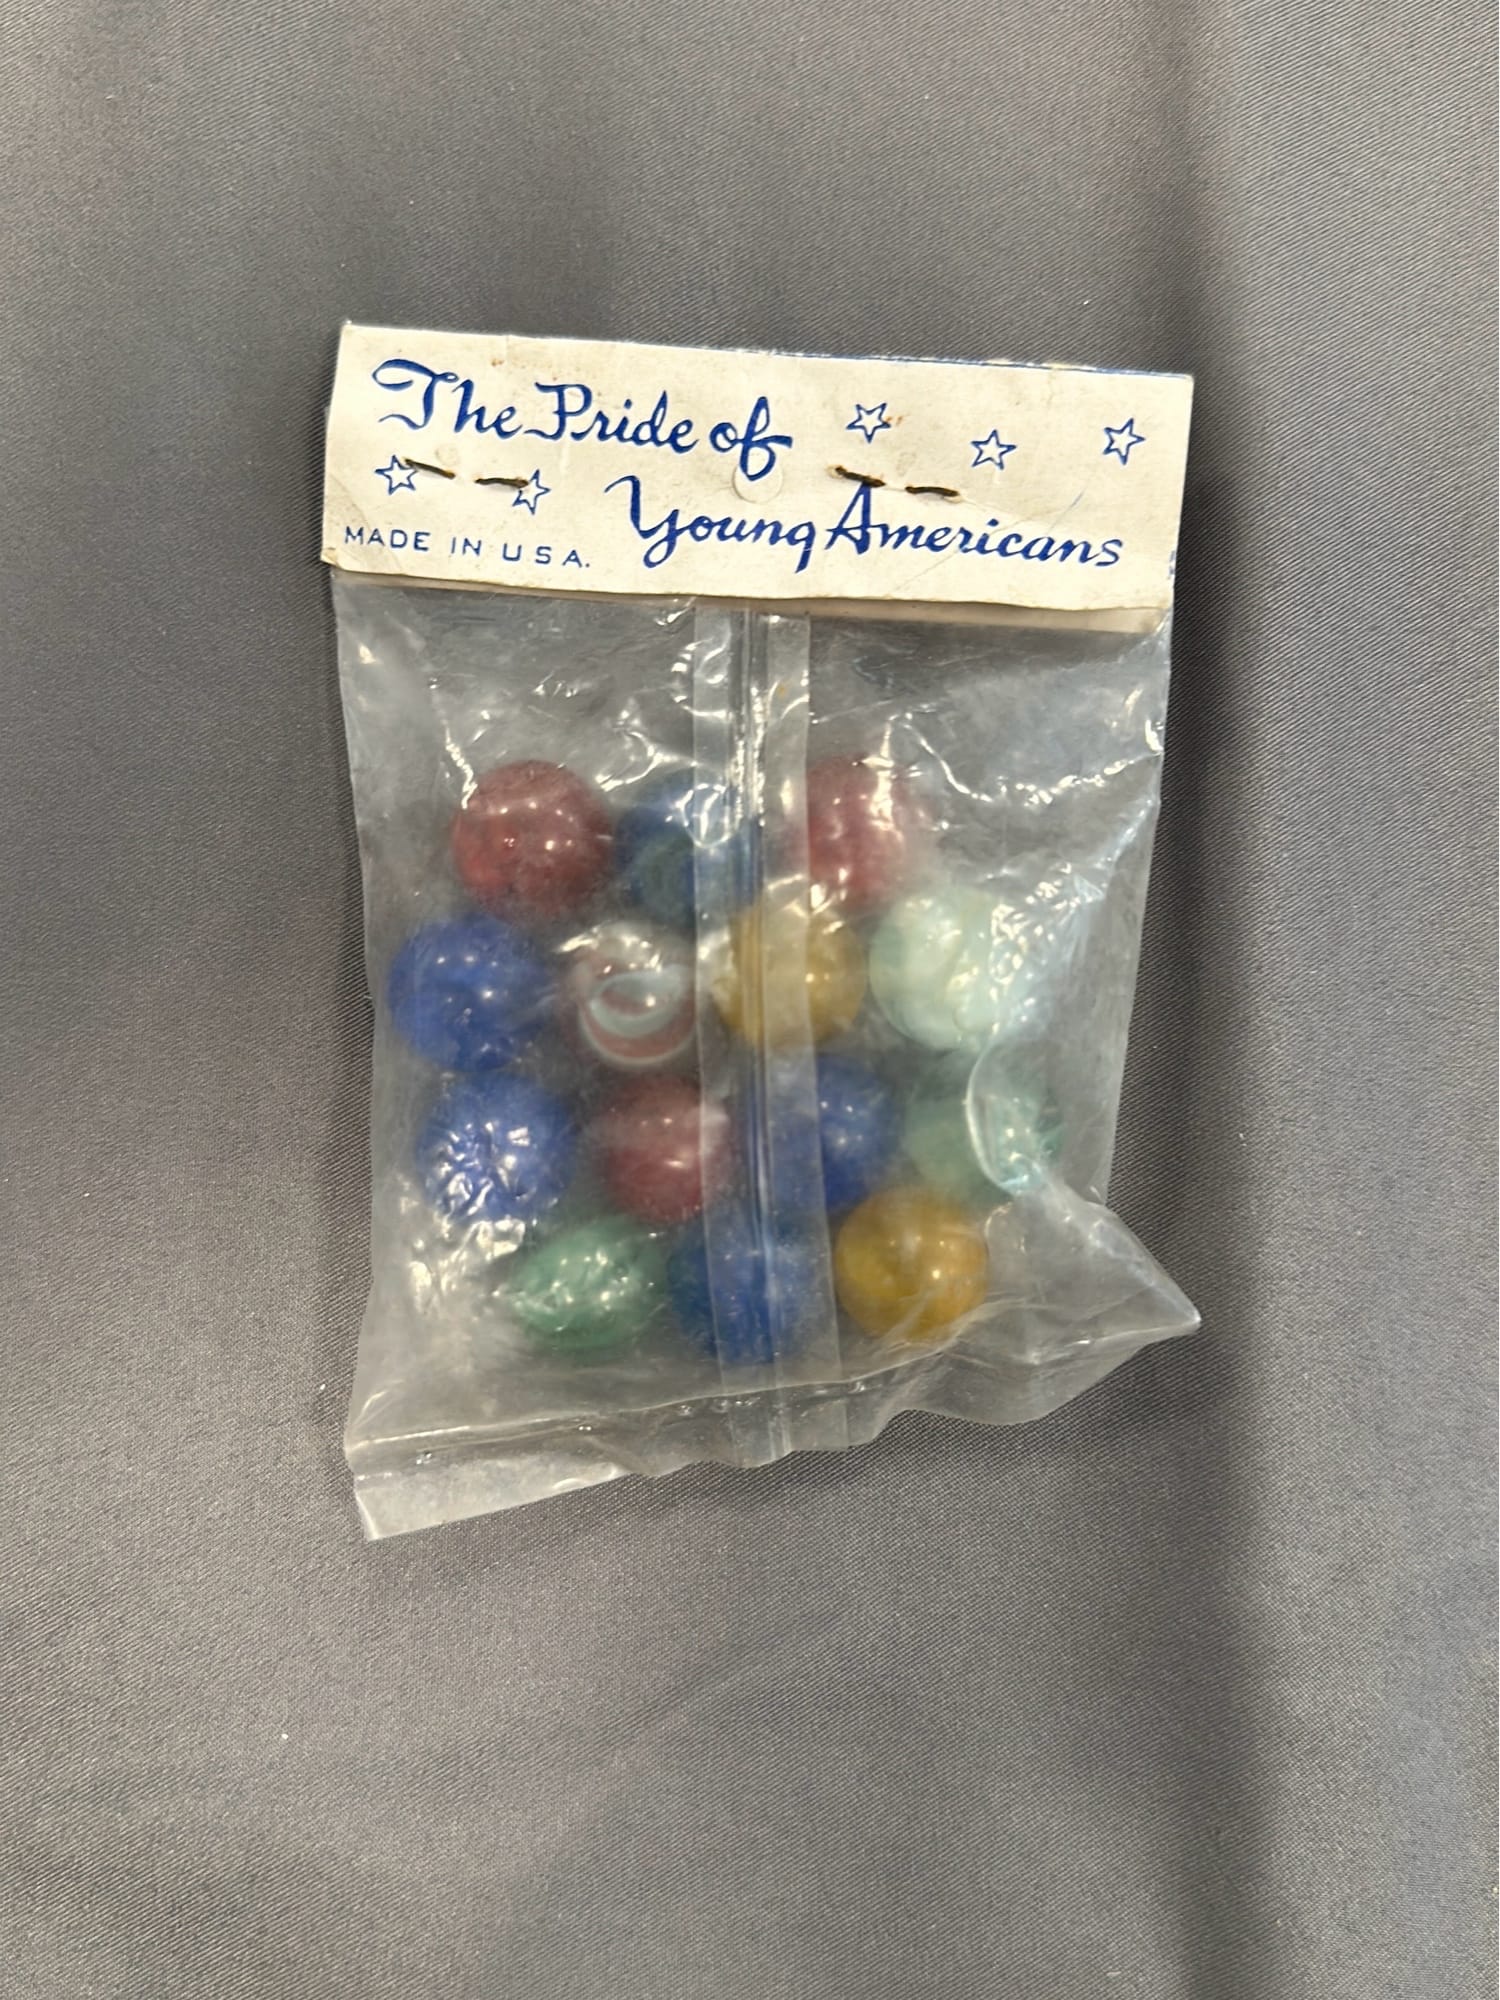 The Pride of
Young Americans
MADE IN U.S.A.